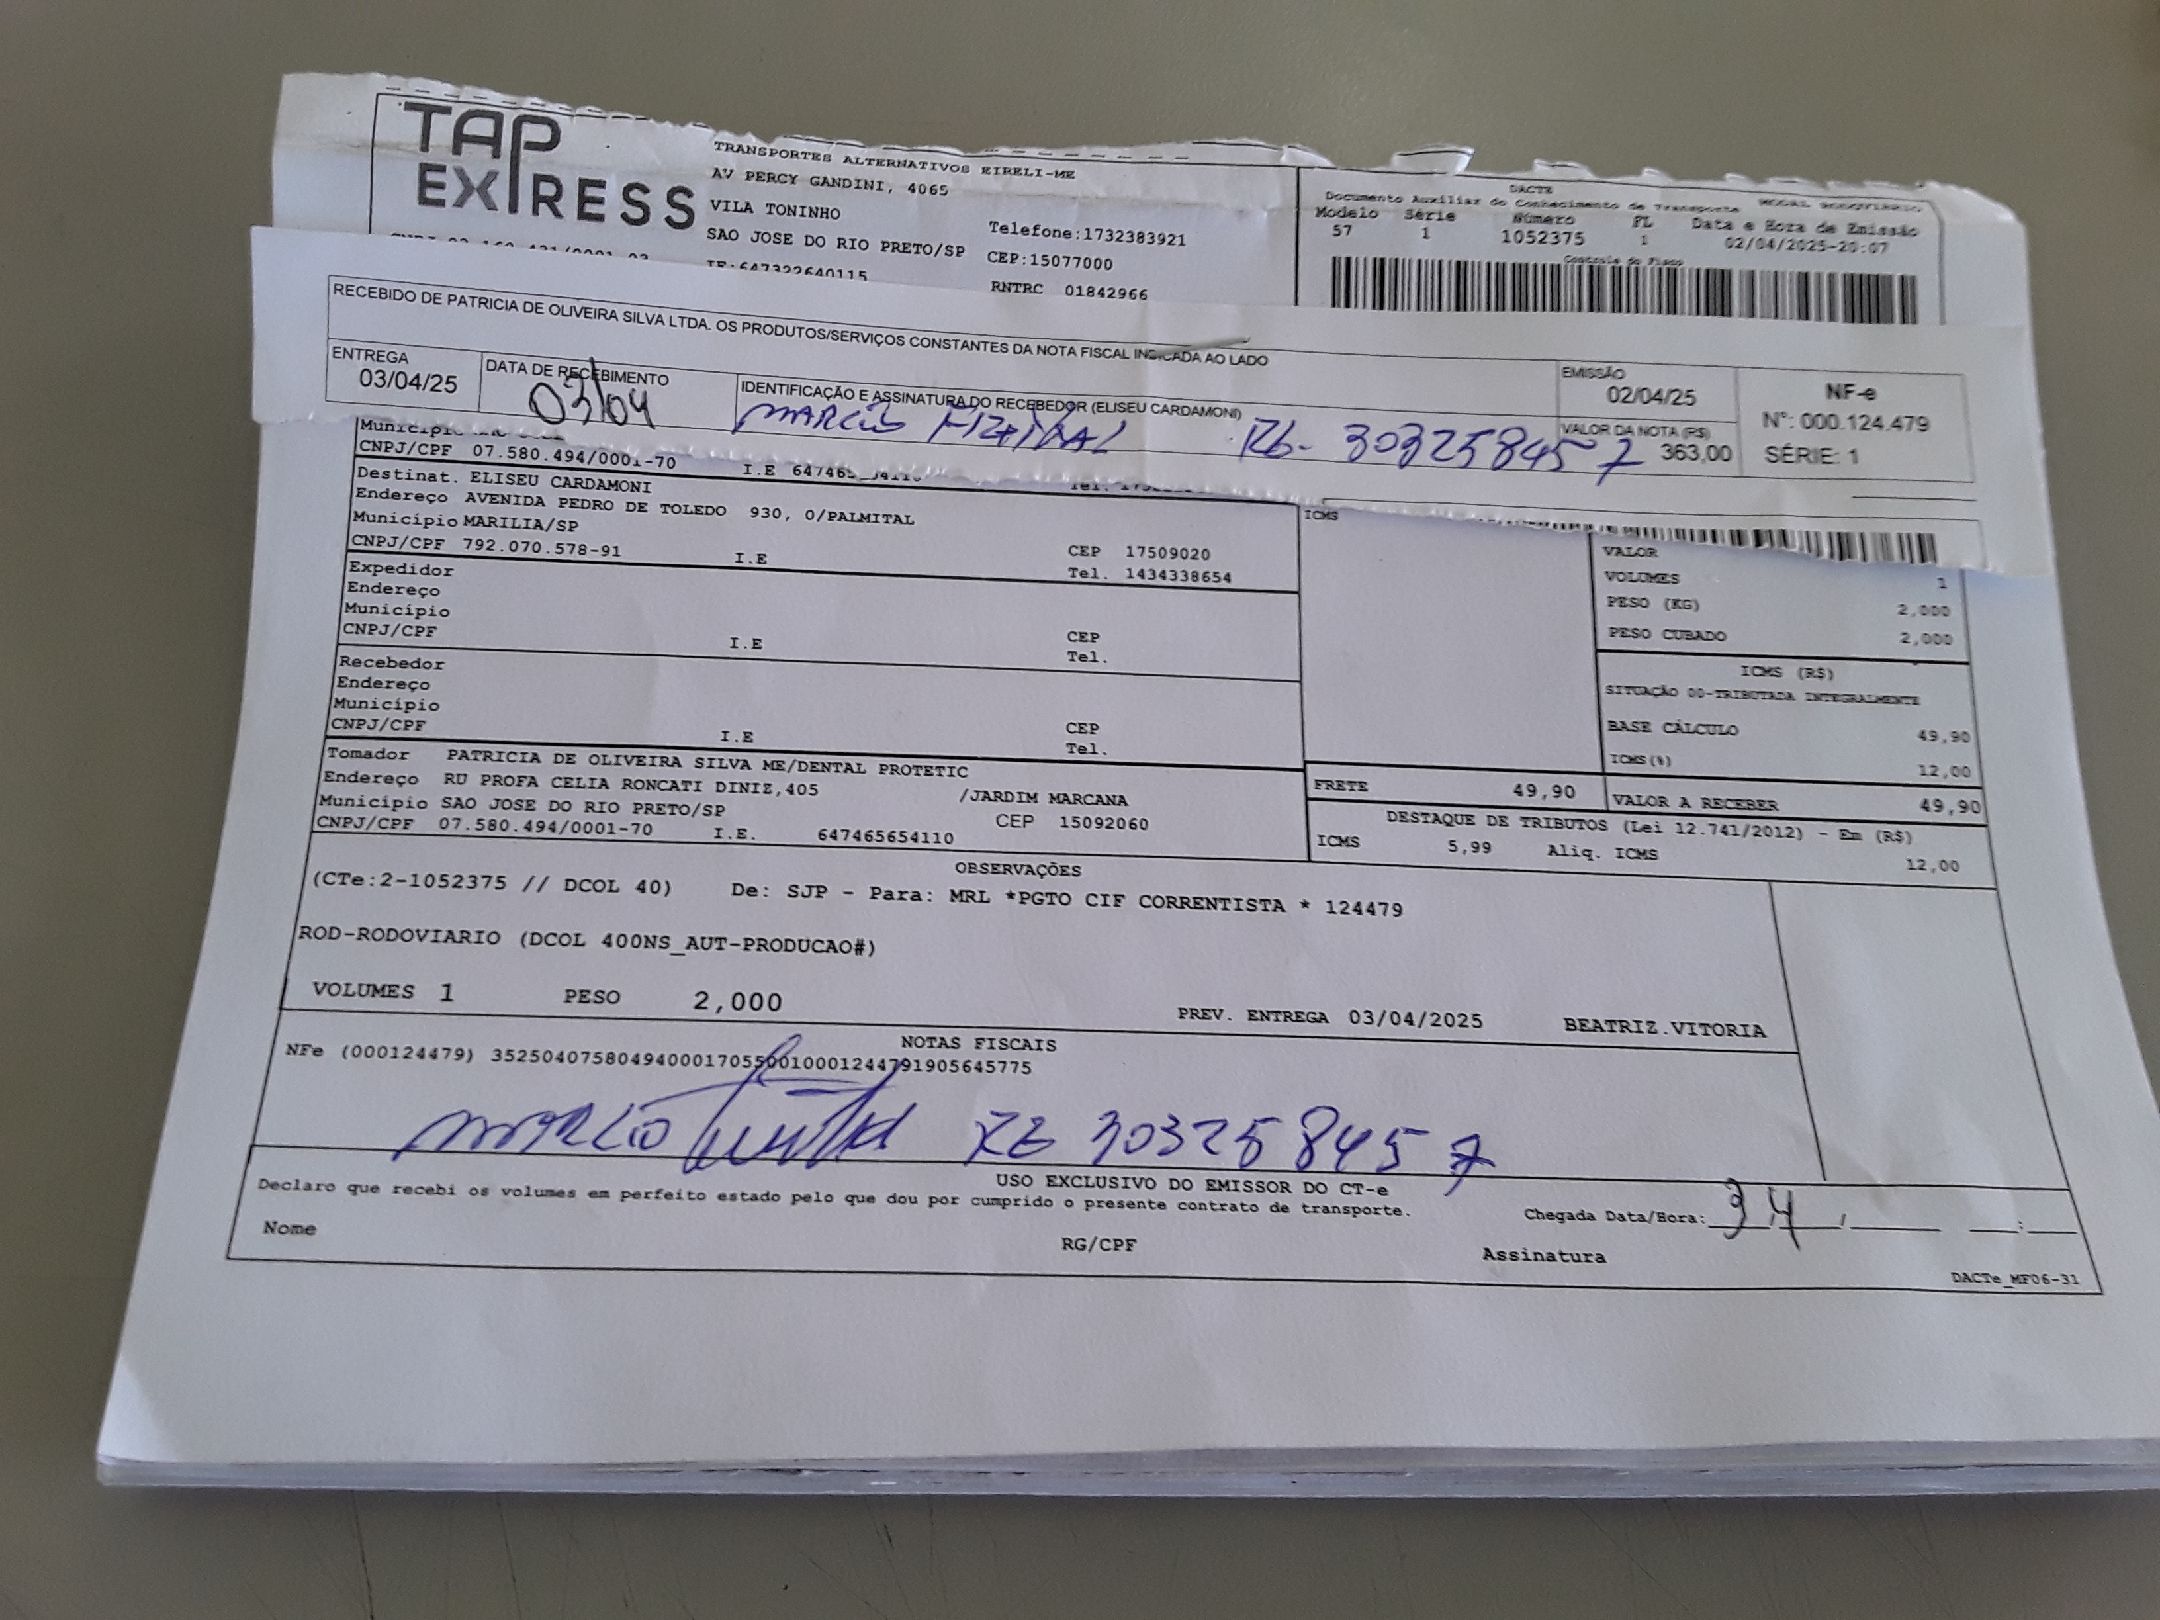 TAP
EXPRESS
TRANSPORTES ALTERNATIVOS EIRELI-ME
AV PERCY GANDINI, 4065
VILA TONINHO
SAO JOSE DO RIO PRETO/SP
IE:647322640115
Telefone:1732383921
CEP:15077000
RNTRC 01842966
DACTE
Documento Auxiliar do Conhecimento de Transporte MODAL RODOVIÁRIO
Modelo Série Número FL Data e Hora de Emissão
57 1 1052375 1 02/04/2025-20:07
Controle do Fisco
RECEBIDO DE PATRICIA DE OLIVEIRA SILVA LTDA. OS PRODUTOS/SERVIÇOS CONSTANTES DA NOTA FISCAL INDICADA AO LADO
ENTREGA
03/04/25
DATA DE RECEBIMENTO
03/04
IDENTIFICAÇÃO E ASSINATURA DO RECEBEDOR (ELISEU CARDAMONI)
RG- 303258457
EMISSÃO
02/04/25
VALOR DA NOTA (R$)
363,00
NF-e
N°: 000.124.479
SÉRIE: 1
Município
CNPJ/CPF 07.580.494/0001-70 I.E
Destinat. ELISEU CARDAMONI
Endereço AVENIDA PEDRO DE TOLEDO 930, 0/PALMITAL
Município MARILIA/SP CEP 17509020
CNPJ/CPF 792.070.578-91 I.E Tel. 1434338654
Expedidor
Endereço
Município CEP
CNPJ/CPF I.E Tel.
Recebedor
Endereço
Município CEP
CNPJ/CPF I.E Tel.
Tomador PATRICIA DE OLIVEIRA SILVA ME/DENTAL PROTETIC
Endereço RU PROFA CELIA RONCATI DINIZ,405 /JARDIM MARCANA
Município SAO JOSE DO RIO PRETO/SP CEP 15092060
CNPJ/CPF 07.580.494/0001-70 I.E. 647465654110
ICMS
VALOR
VOLUMES 1
PESO (KG) 2,000
PESO CUBADO 2,000
ICMS (R$)
SITUAÇÃO 00-TRIBUTADA INTEGRALMENTE
BASE CÁLCULO 49,90
ICMS(%) 12,00
FRETE 49,90 VALOR A RECEBER 49,90
DESTAQUE DE TRIBUTOS (Lei 12.741/2012) - Em (R$)
ICMS 5,99 Aliq. ICMS 12,00
OBSERVAÇÕES
(CTe:2-1052375 // DCOL 40) De: SJP - Para: MRL *PGTO CIF CORRENTISTA * 124479
ROD-RODOVIARIO (DCOL 400NS_AUT-PRODUCAO#)
VOLUMES 1 PESO 2,000 PREV. ENTREGA 03/04/2025 BEATRIZ.VITORIA
NOTAS FISCAIS
NFe (000124479) 35250407580494000170550010001244791905645775
MARCIO RG 303258457
USO EXCLUSIVO DO EMISSOR DO CT-e
Declaro que recebi os volumes em perfeito estado pelo que dou por cumprido o presente contrato de transporte.
Chegada Data/Hora: 3/4/ :
Nome RG/CPF Assinatura
DACTe_MF06-31